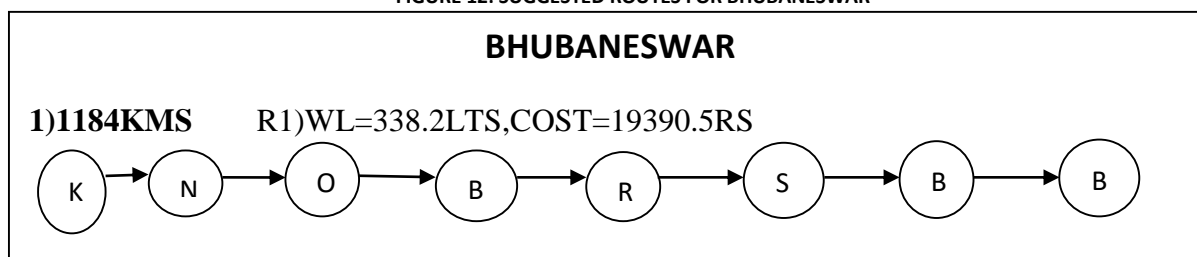 FIGURE 12: SUGGESTED ROUTES FOR BHUBANESWAR
BHUBANESWAR
1)1184KMS R1)WL=338.2LTS,COST=19390.5RS
K N O B R S B B